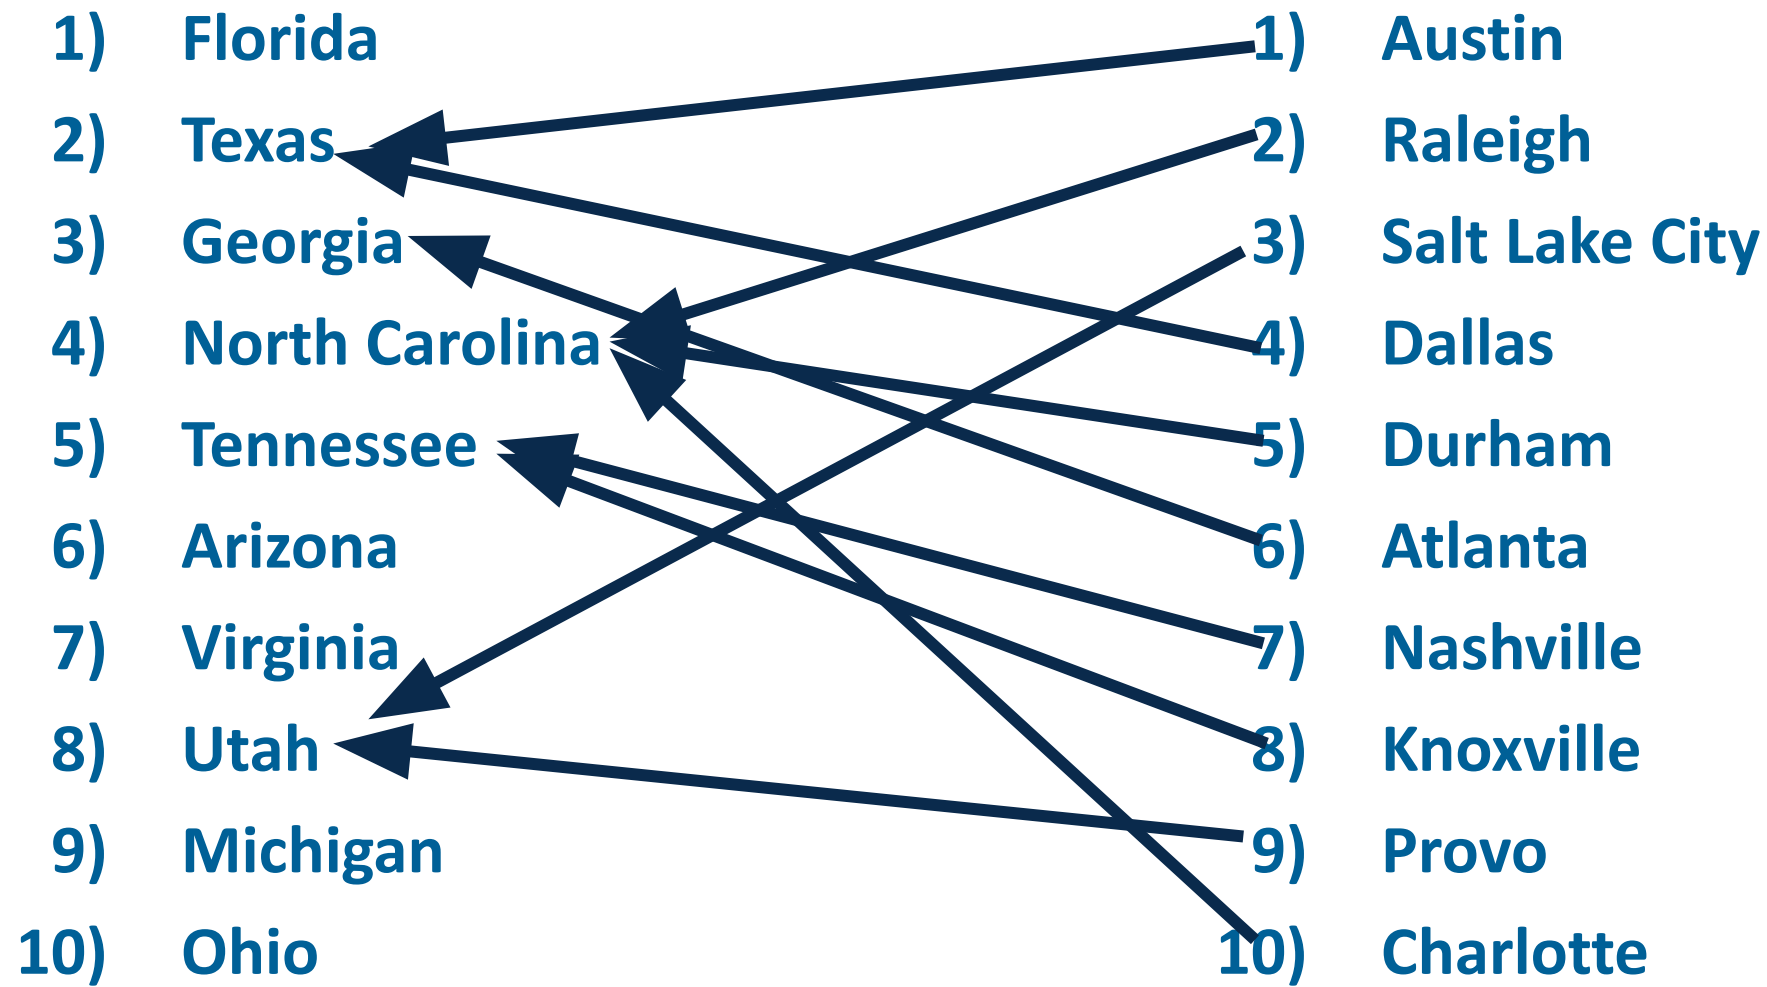 1) Florida
2) Texas
3) Georgia
4) North Carolina
5) Tennessee
6) Arizona
7) Virginia
8) Utah
9) Michigan
10) Ohio
1) Austin
2) Raleigh
3) Salt Lake City
4) Dallas
5) Durham
6) Atlanta
7) Nashville
8) Knoxville
9) Provo
10) Charlotte